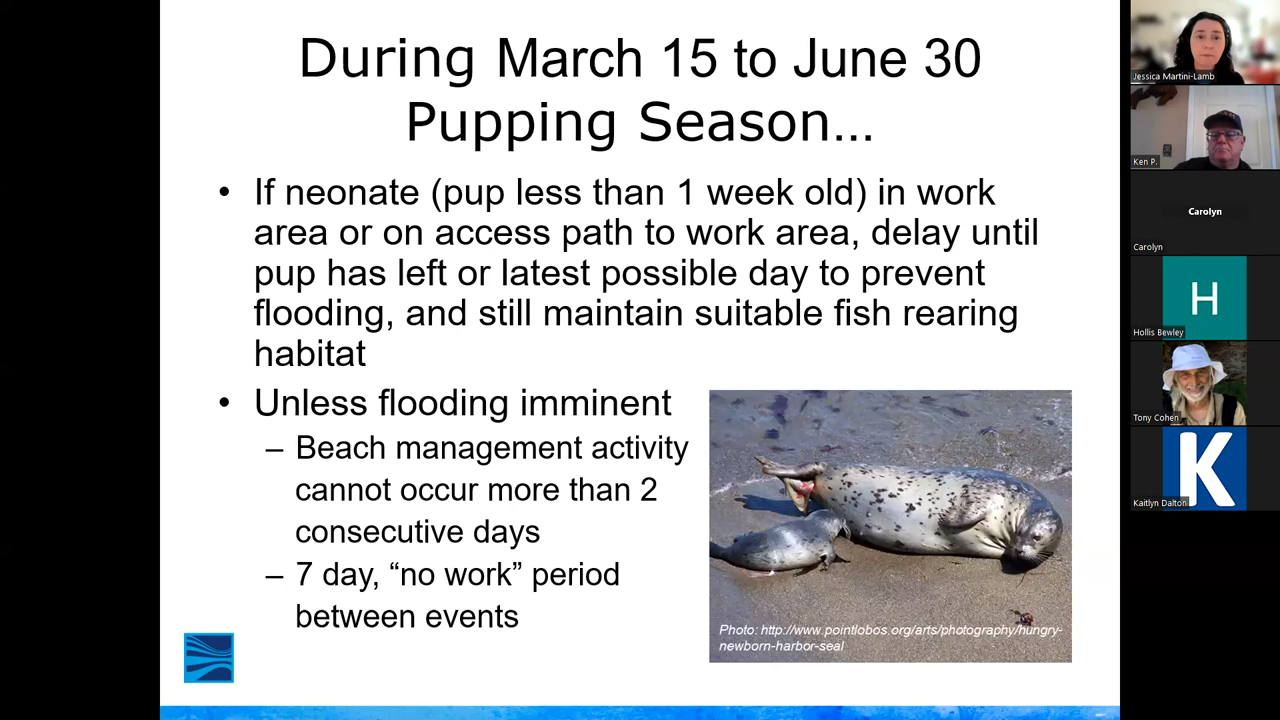 During March 15 to June 30
Pupping Season...
• If neonate (pup less than 1 week old) in work
area or on access path to work area, delay until
pup has left or latest possible day to prevent
flooding, and still maintain suitable fish rearing
habitat
• Unless flooding imminent
– Beach management activity
cannot occur more than 2
consecutive days
– 7 day, “no work” period
between events
Photo: http://www.pointlobos.org/arts/photography/hungry-
newborn-harbor-seal
Jessica Martini-Lamb
Ken P.
Carolyn
Carolyn
H
Hollis Bewley
Tony Cohen
K
Kaitlyn Dalton